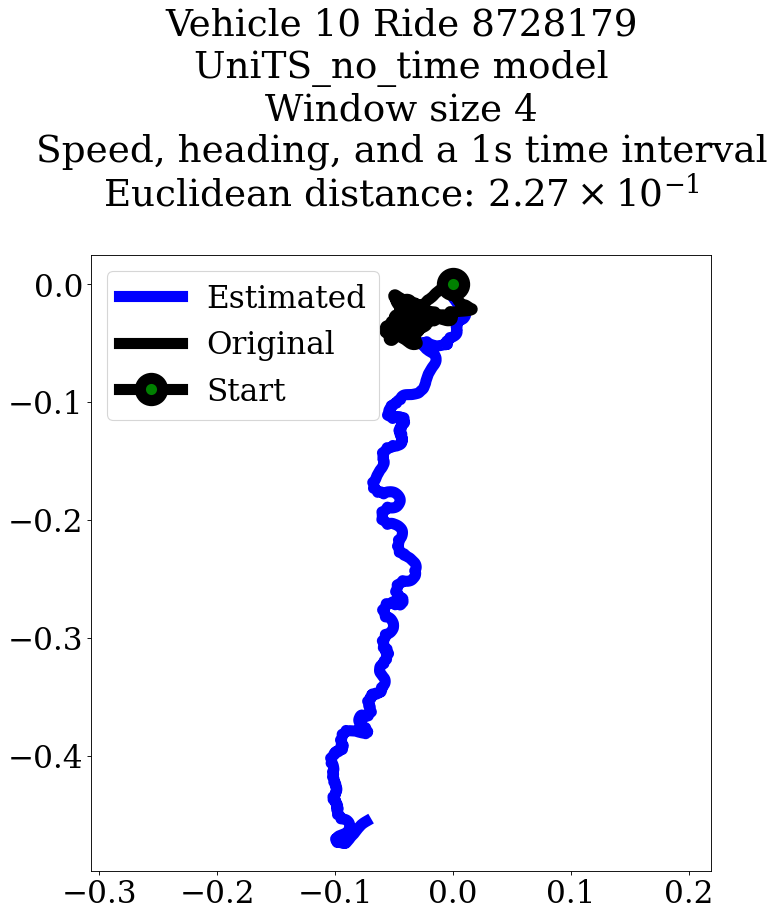 Vehicle 10 Ride 8728179
UniTS_no_time model
Window size 4
Speed, heading, and a 1s time interval
Euclidean distance: 2.27 × 10⁻¹
Estimated
Original
Start
0.0
−0.1
−0.2
−0.3
−0.4
−0.3 −0.2 −0.1 0.0 0.1 0.2